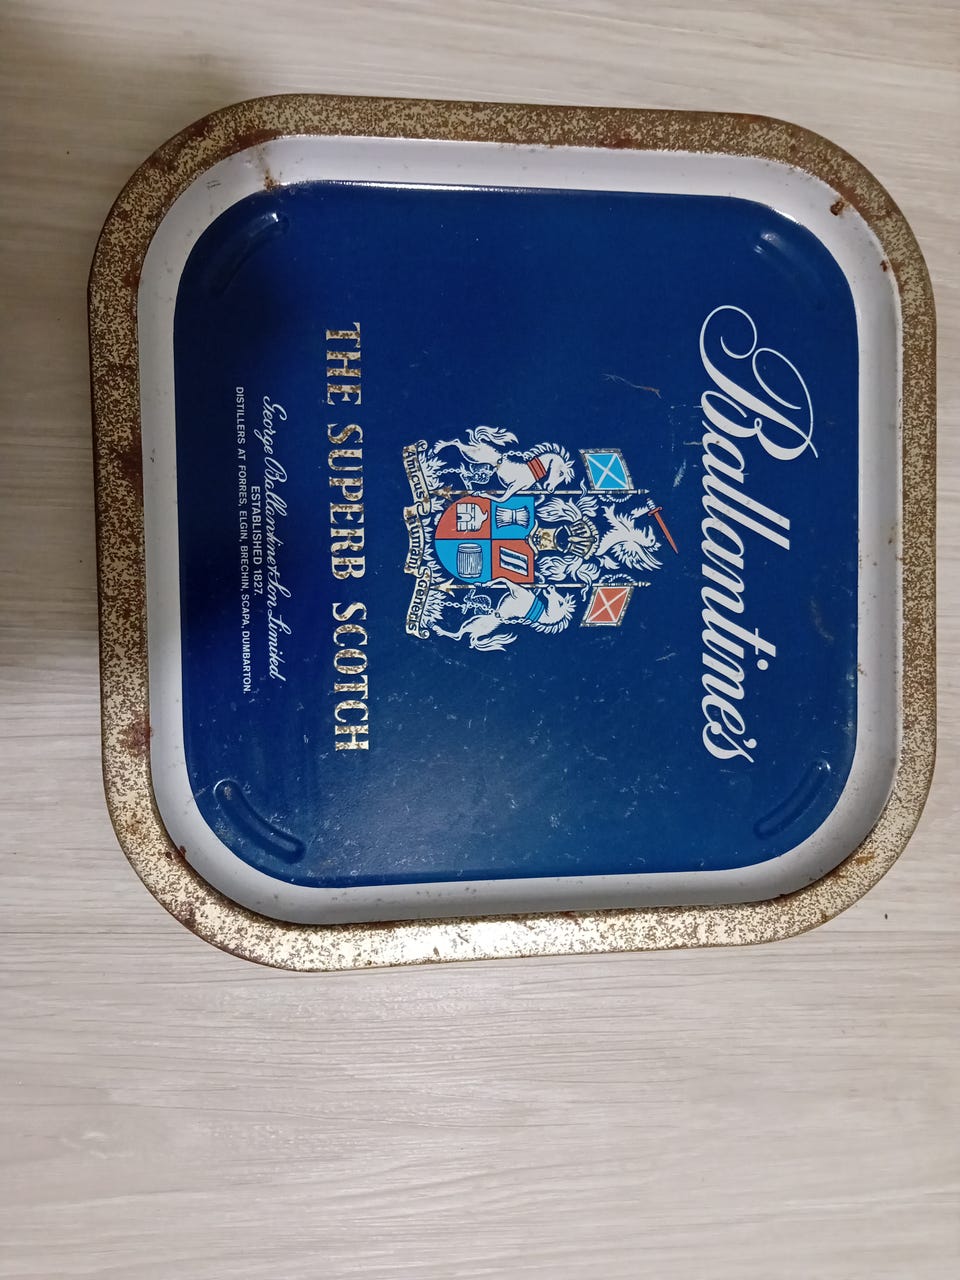 Ballantine's
Amicus Humani Generis
THE SUPERB SCOTCH
George Ballantine & Son Limited
ESTABLISHED 1827.
DISTILLERS AT FORRES, ELGIN, BRECHIN, SCAPA, DUMBARTON.